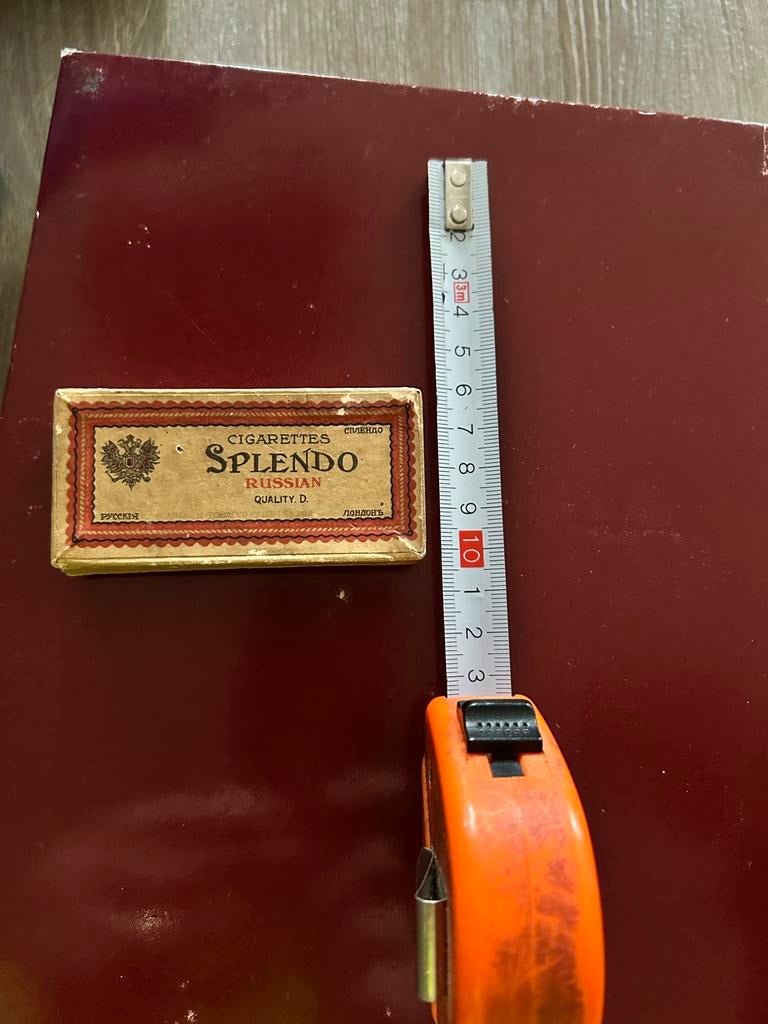 CIGARETTES
СПЛЕНДО
SPLENDO
RUSSIAN
QUALITY. D.
РУССКІЯ
ЛОНДОНЪ
2
3
3m
4
5
6
7
8
9
10
1
2
3